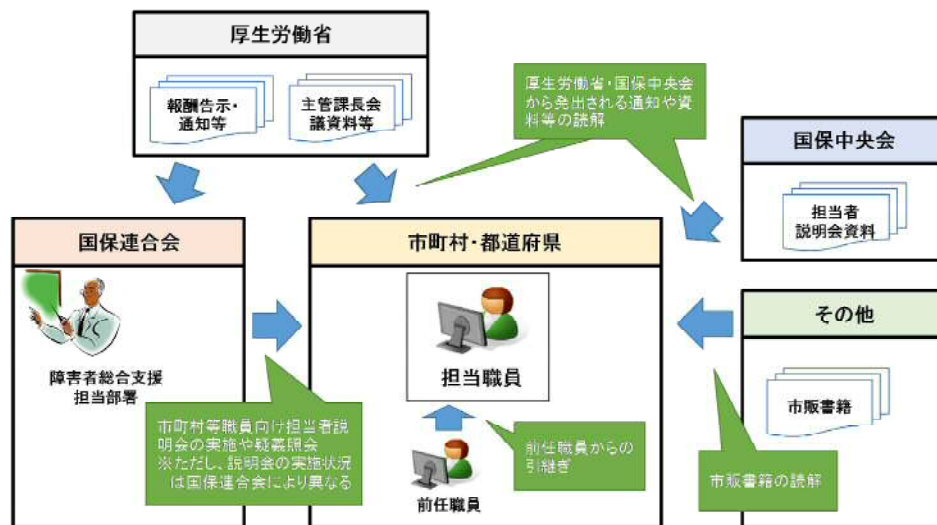 厚生労働省
報酬告示・
通知等
主管課長会
議資料等
厚生労働省・国保中央会
から発出される通知や資
料等の読解
国保中央会
担当者
説明会資料
国保連合会
障害者総合支援
担当部署
市町村・都道府県
担当職員
前任職員
その他
市販書籍
市町村等職員向け担当者説
明会の実施や疑義照会
※ただし、説明会の実施状況
は国保連合会により異なる
前任職員からの
引継ぎ
市販書籍の読解